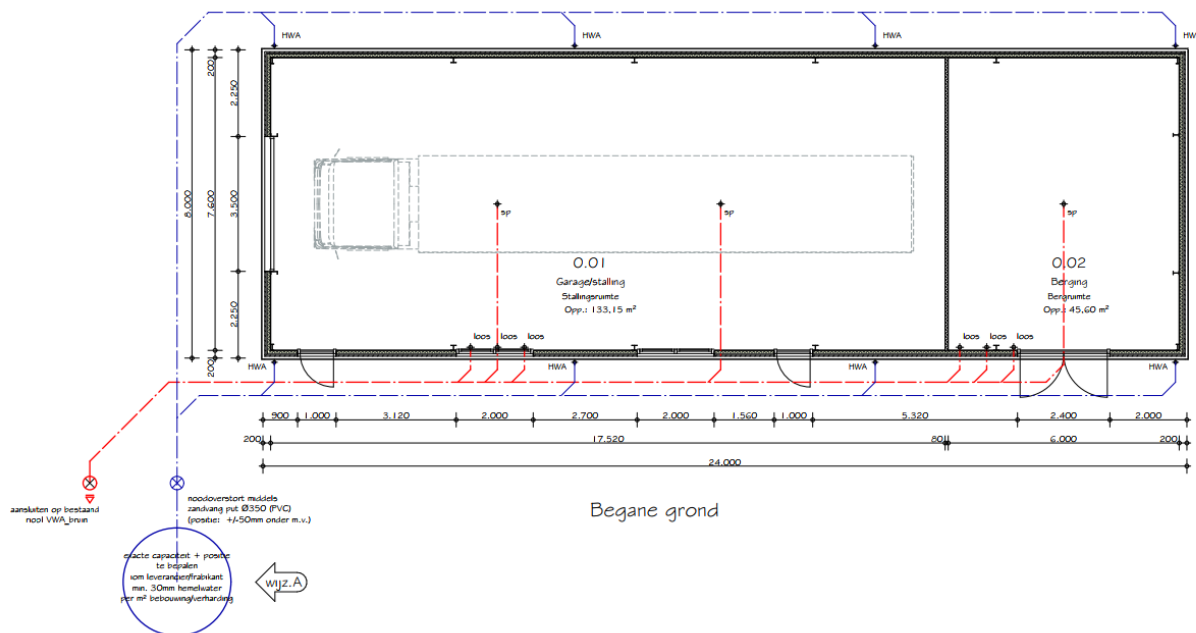 HWA
HWA
HWA
HWA
200
2.250
8.000
7.600
3.500
2.250
200
sp
sp
sp
0.01
Garage/stalling
Stallingsruimte
Opp.: 133,15 m²
0.02
Berging
Bergruimte
Opp.: 45,60 m²
loos
loos
loos
loos
loos
loos
HWA
HWA
HWA
HWA
900
1.000
3.120
2.000
2.700
2.000
1.560
1.000
5.320
2.400
2.000
200
17.520
80
6.000
200
24.000
aansluiten op bestaand
riool VWA_bruin
noodoverstort middels
zandvang put Ø350 (PVC)
(positie: +/-50mm onder m.v.)
Begane grond
exacte capaciteit + positie
te bepalen
iom leverancier/frabikant
min. 30mm hemelwater
per m² bebouwing/verharding
wijz.A